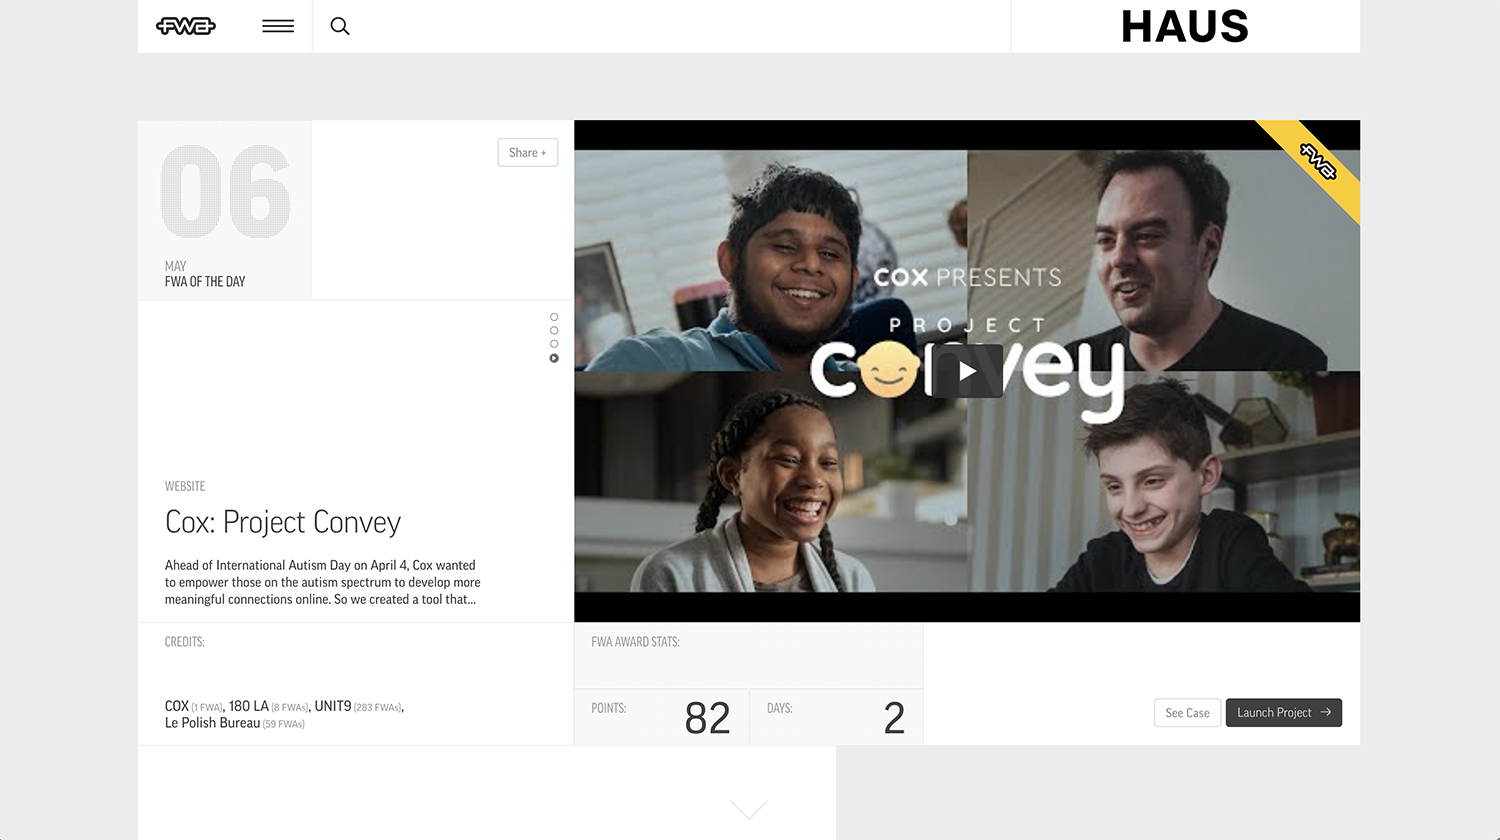 FWA
HAUS
06
MAY
FWA OF THE DAY
Share +
FWA
COX PRESENTS
PROJECT
convey
WEBSITE
Cox: Project Convey
Ahead of International Autism Day on April 4, Cox wanted
to empower those on the autism spectrum to develop more
meaningful connections online. So we created a tool that...
CREDITS:
COX (1 FWA), 180 LA (8 FWAs), UNIT9 (283 FWAs),
Le Polish Bureau (59 FWAs)
FWA AWARD STATS:
POINTS:
82
DAYS:
2
See Case
Launch Project →